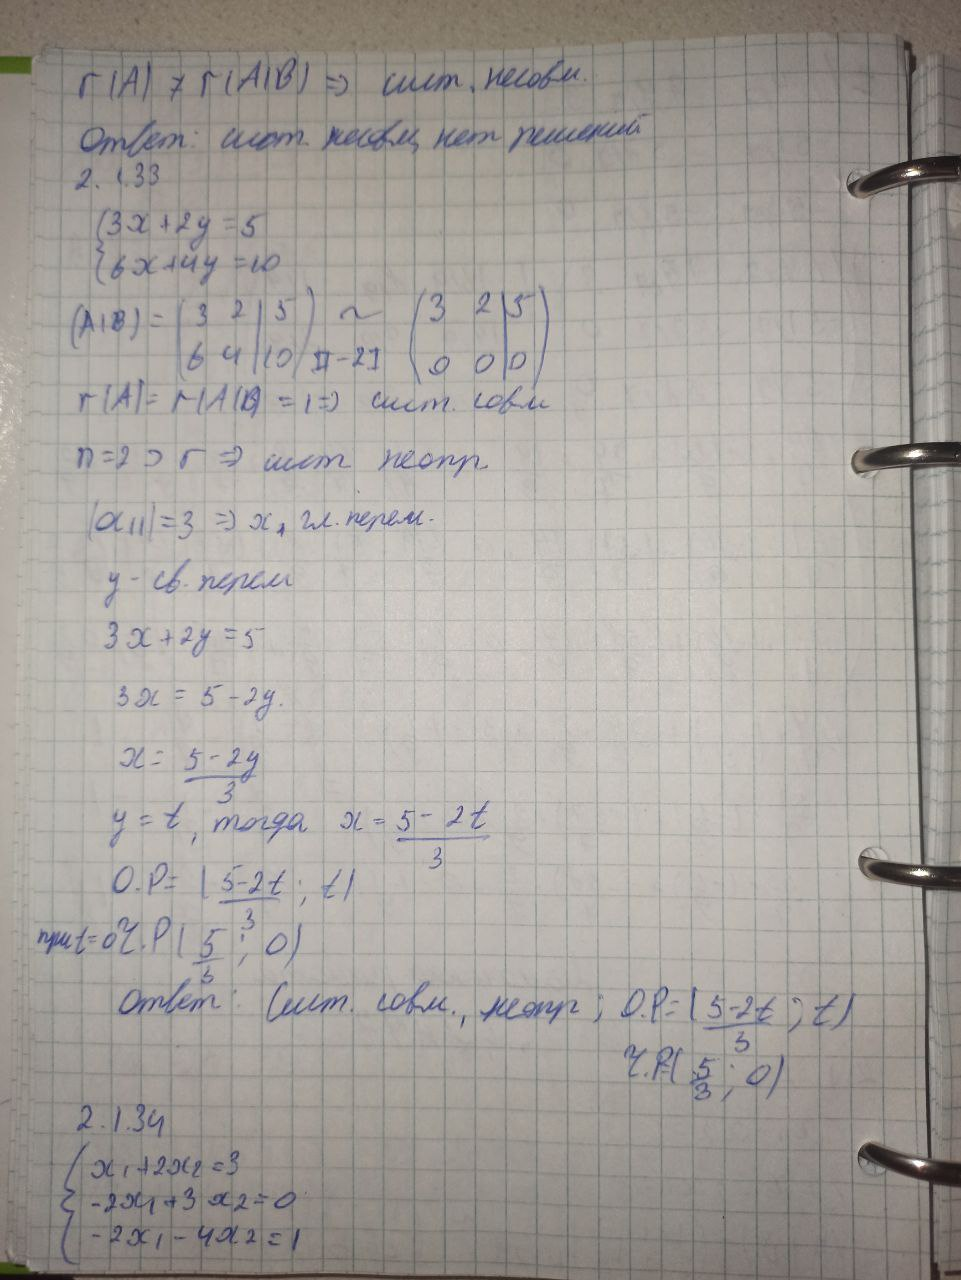 r(A) ≠ r(A|B) => сист. несовм.
Ответ: сист. несовм, нет решений
2.1.33
{3x+2y=5
{6x+4y=10
(A|B) = (3 2 | 5) ~ (3 2 | 5)
(6 4 | 10) II-2I (0 0 | 0)
r(A) = r(A|B) = 1 => сист. совм
n=2 > r => сист неопр
|a11|=3 => x, гл. перем.
y - св. перем
3x+2y=5
3x = 5-2y.
x = 5-2y
3
y = t, тогда x = 5-2t
3
О.Р= (5-2t ; t)
3
при t=0 Ч.Р (5 ; 0)
3
Ответ: Сист. совм., неопр; О.Р=(5-2t ; t)
3
Ч.Р=(5 ; 0)
3
2.1.34
{x1+2x2=3
-2x1+3x2=0
-2x1-4x2=1